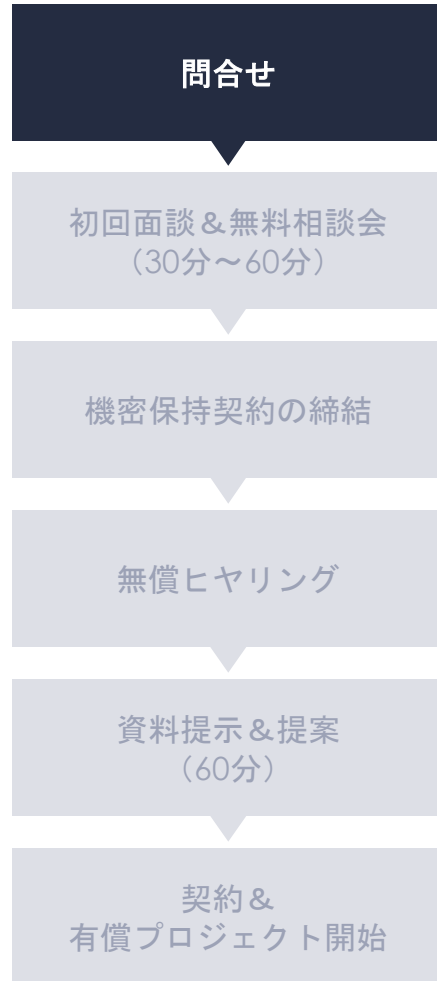 問合せ
初回面談＆無料相談会
（30分〜60分）
機密保持契約の締結
無償ヒヤリング
資料提示＆提案
（60分）
契約＆
有償プロジェクト開始